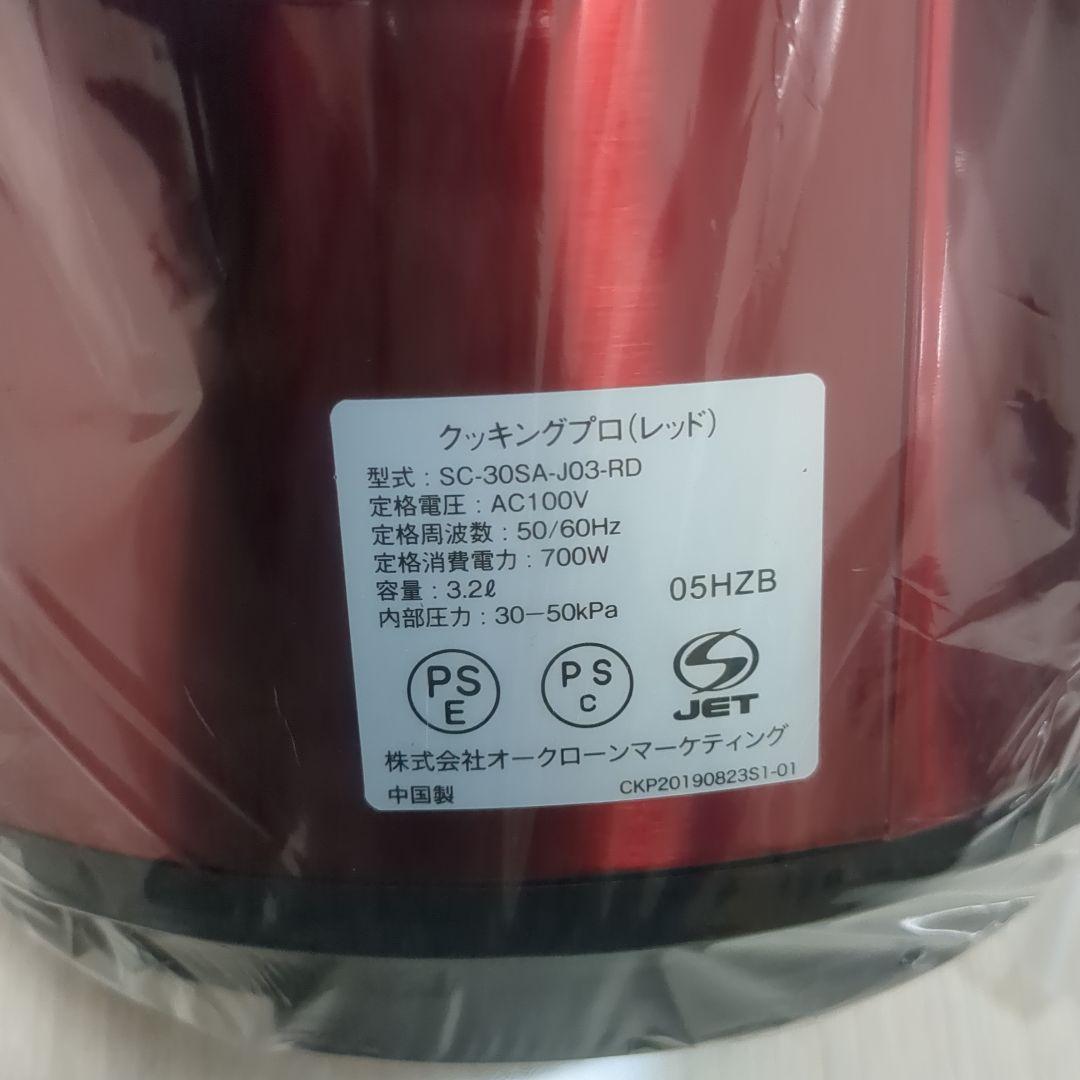 クッキングプロ(レッド)
型式：SC-30SA-J03-RD
定格電圧：AC100V
定格周波数：50/60Hz
定格消費電力：700W
容量：3.2ℓ
05HZB
内部圧力：30－50kPa
PS
E
PS
C
JET
株式会社オークローンマーケティング
中国製
CKP20190823S1-01